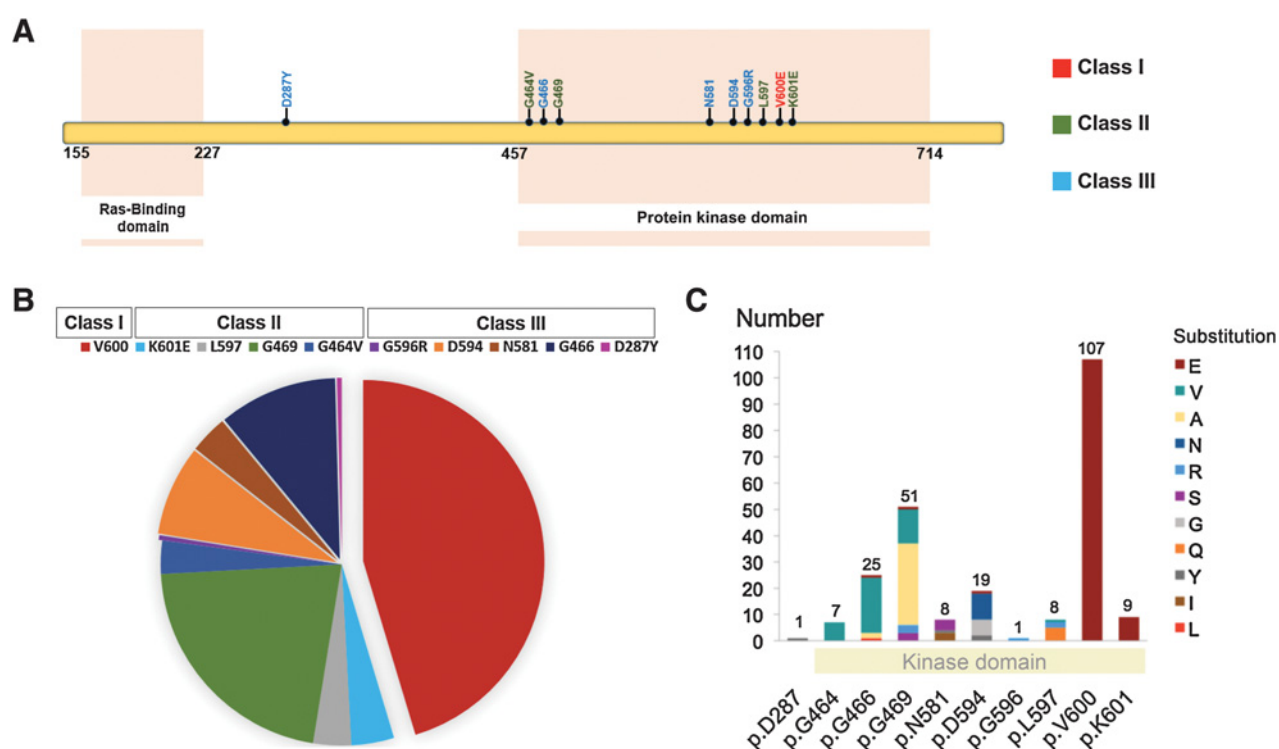 A
D287Y
G464V
G466
G469
N581
D594
G596R
L597
V600E
K601E
155
227
457
714
Ras-Binding
domain
Protein kinase domain
Class I
Class II
Class III
B
Class I
Class II
Class III
V600 K601E L597 G469 G464V G596R D594 N581 G466 D287Y
C
Number
110
100
90
80
70
60
50
40
30
20
10
0
1
7
25
51
8
19
1
8
107
9
Kinase domain
p.D287
p.G464
p.G466
p.G469
p.N581
p.D594
p.G596
p.L597
p.V600
p.K601
Substitution
E
V
A
N
R
S
G
Q
Y
I
L